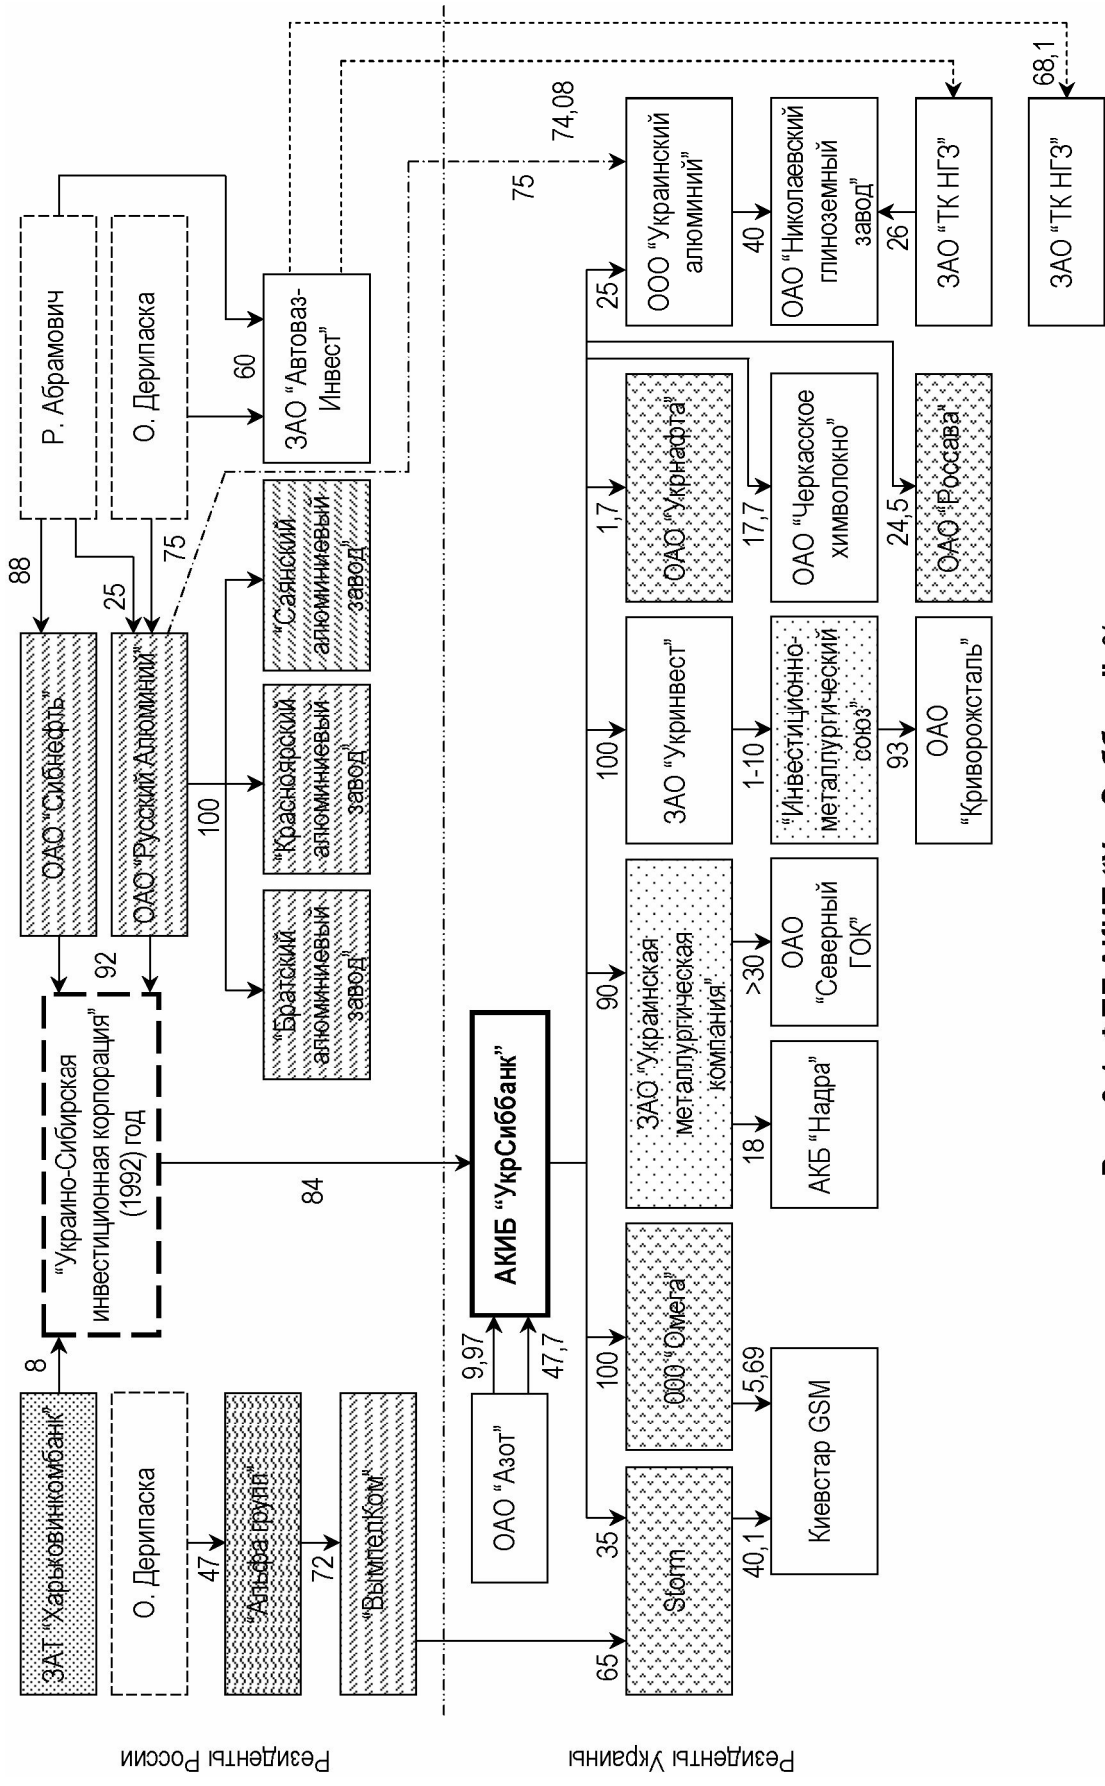 Резиденты России
Резиденты Украины
ЗАТ “Харьковинкомбанк”
8
“Украино-Сибирская
инвестиционная корпорация”
(1992) год
92
ОАО “Сибнефть”
88
Р. Абрамович
О. Дерипаска
47
“Альфа групп”
72
“ВымпелКом”
ОАО “Русский Алюминий”
25
75
О. Дерипаска
100
“Братский
алюминиевый
завод”
“Красноярский
алюминиевый
завод”
“Саянский
алюминиевый
завод”
60
ЗАО “Автоваз-
Инвест”
84
ОАО “Азот”
9,97
47,7
АКИБ “УкрСиббанк”
75
74,08
65
35
100
90
100
1,7
25
Storm
ООО “Омега”
ЗАО “Украинская
металлургическая
компания”
ЗАО “Укринвест”
ОАО “Укрнафта”
ООО “Украинский
алюминий”
40,1
5,69
18
>30
1-10
17,7
40
Киевстар GSM
АКБ “Надра”
ОАО
“Северный
ГОК”
“Инвестиционно-
металлургический
союз”
ОАО “Черкасское
химволокно”
ОАО “Николаевский
глиноземный
завод”
93
24,5
26
ОАО
“Криворожсталь”
ОАО “Россава”
ЗАО “ТК НГЗ”
68,1
ЗАО “ТК НГЗ”